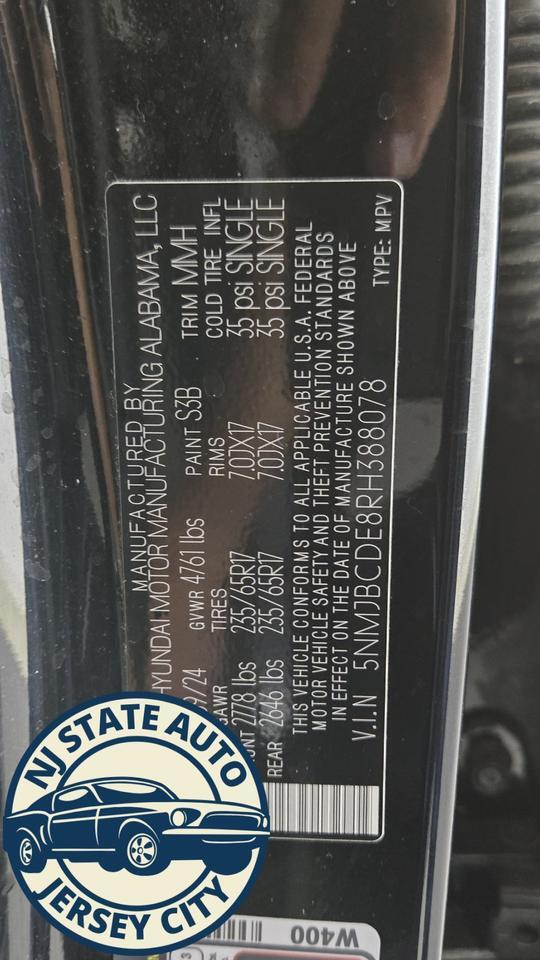 MANUFACTURED BY
HYUNDAI MOTOR MANUFACTURING ALABAMA, LLC
/24 GVWR 4761 lbs PAINT S3B TRIM MMH
TIRES RIMS COLD TIRE INFL
2778 lbs 235/65R17 7.0JX17 35 psi SINGLE
REAR 2646 lbs 235/65R17 7.0JX17 35 psi SINGLE
THIS VEHICLE CONFORMS TO ALL APPLICABLE U.S.A. FEDERAL
MOTOR VEHICLE SAFETY AND THEFT PREVENTION STANDARDS
IN EFFECT ON THE DATE OF MANUFACTURE SHOWN ABOVE
V.I.N 5NMJBCDE8RH388078 TYPE: MPV
NJ STATE AUTO
JERSEY CITY
W400